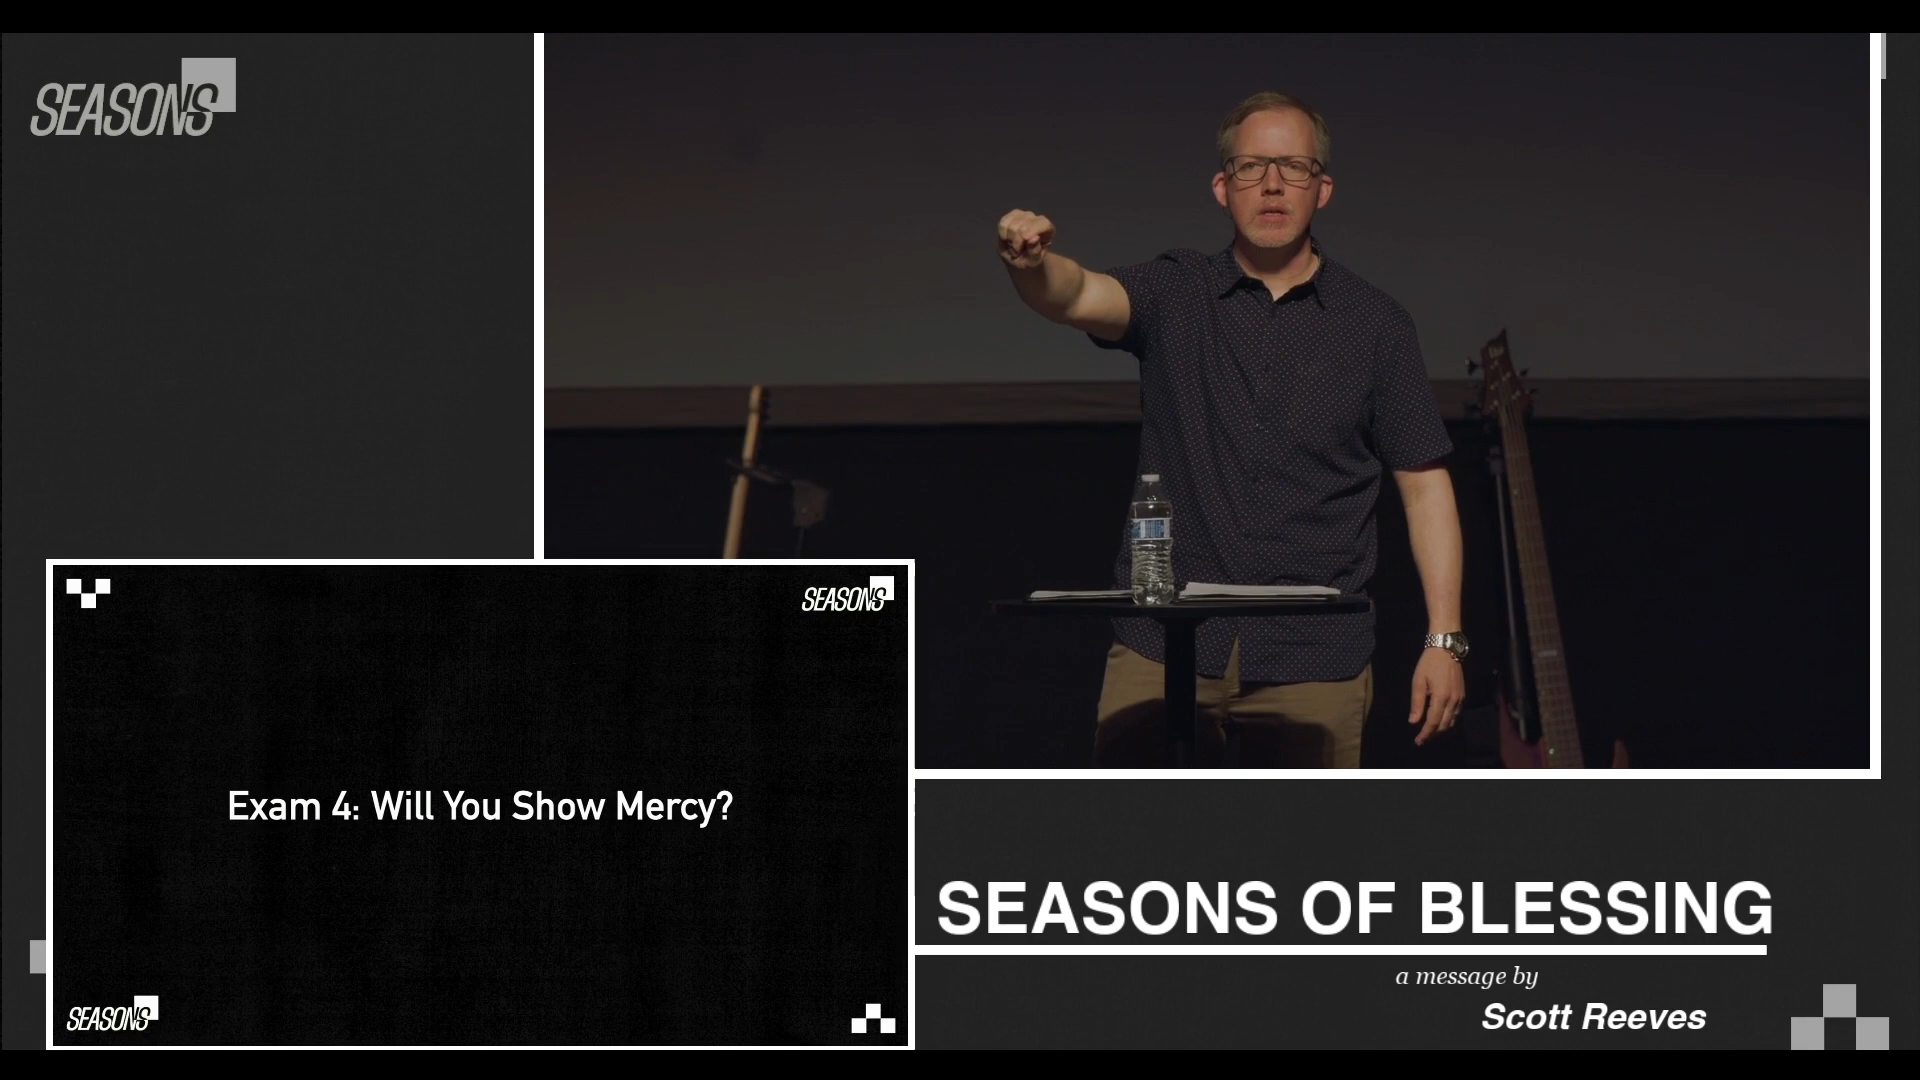 SEASONS
SEASONS
Exam 4: Will You Show Mercy?
SEASONS
SEASONS OF BLESSING
a message by
Scott Reeves